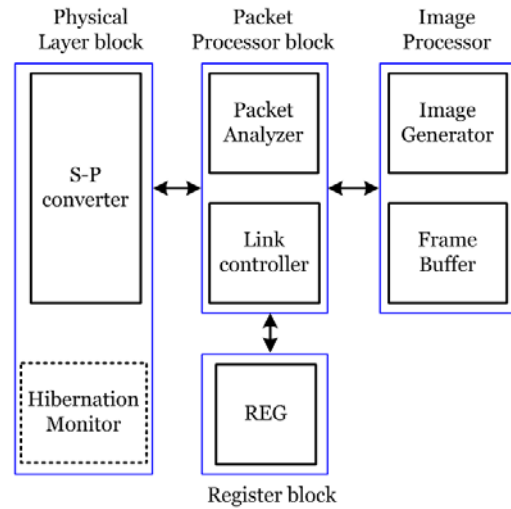 Physical
Layer block
Packet
Processor block
Image
Processor
S-P
converter
Hibernation
Monitor
Packet
Analyzer
Link
controller
Image
Generator
Frame
Buffer
REG
Register block